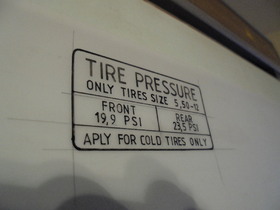 TIRE PRESSURE
ONLY TIRES SIZE 5,50-12
FRONT
19,9 PSI
REAR
23,5 PSI
APLY FOR COLD TIRES ONLY